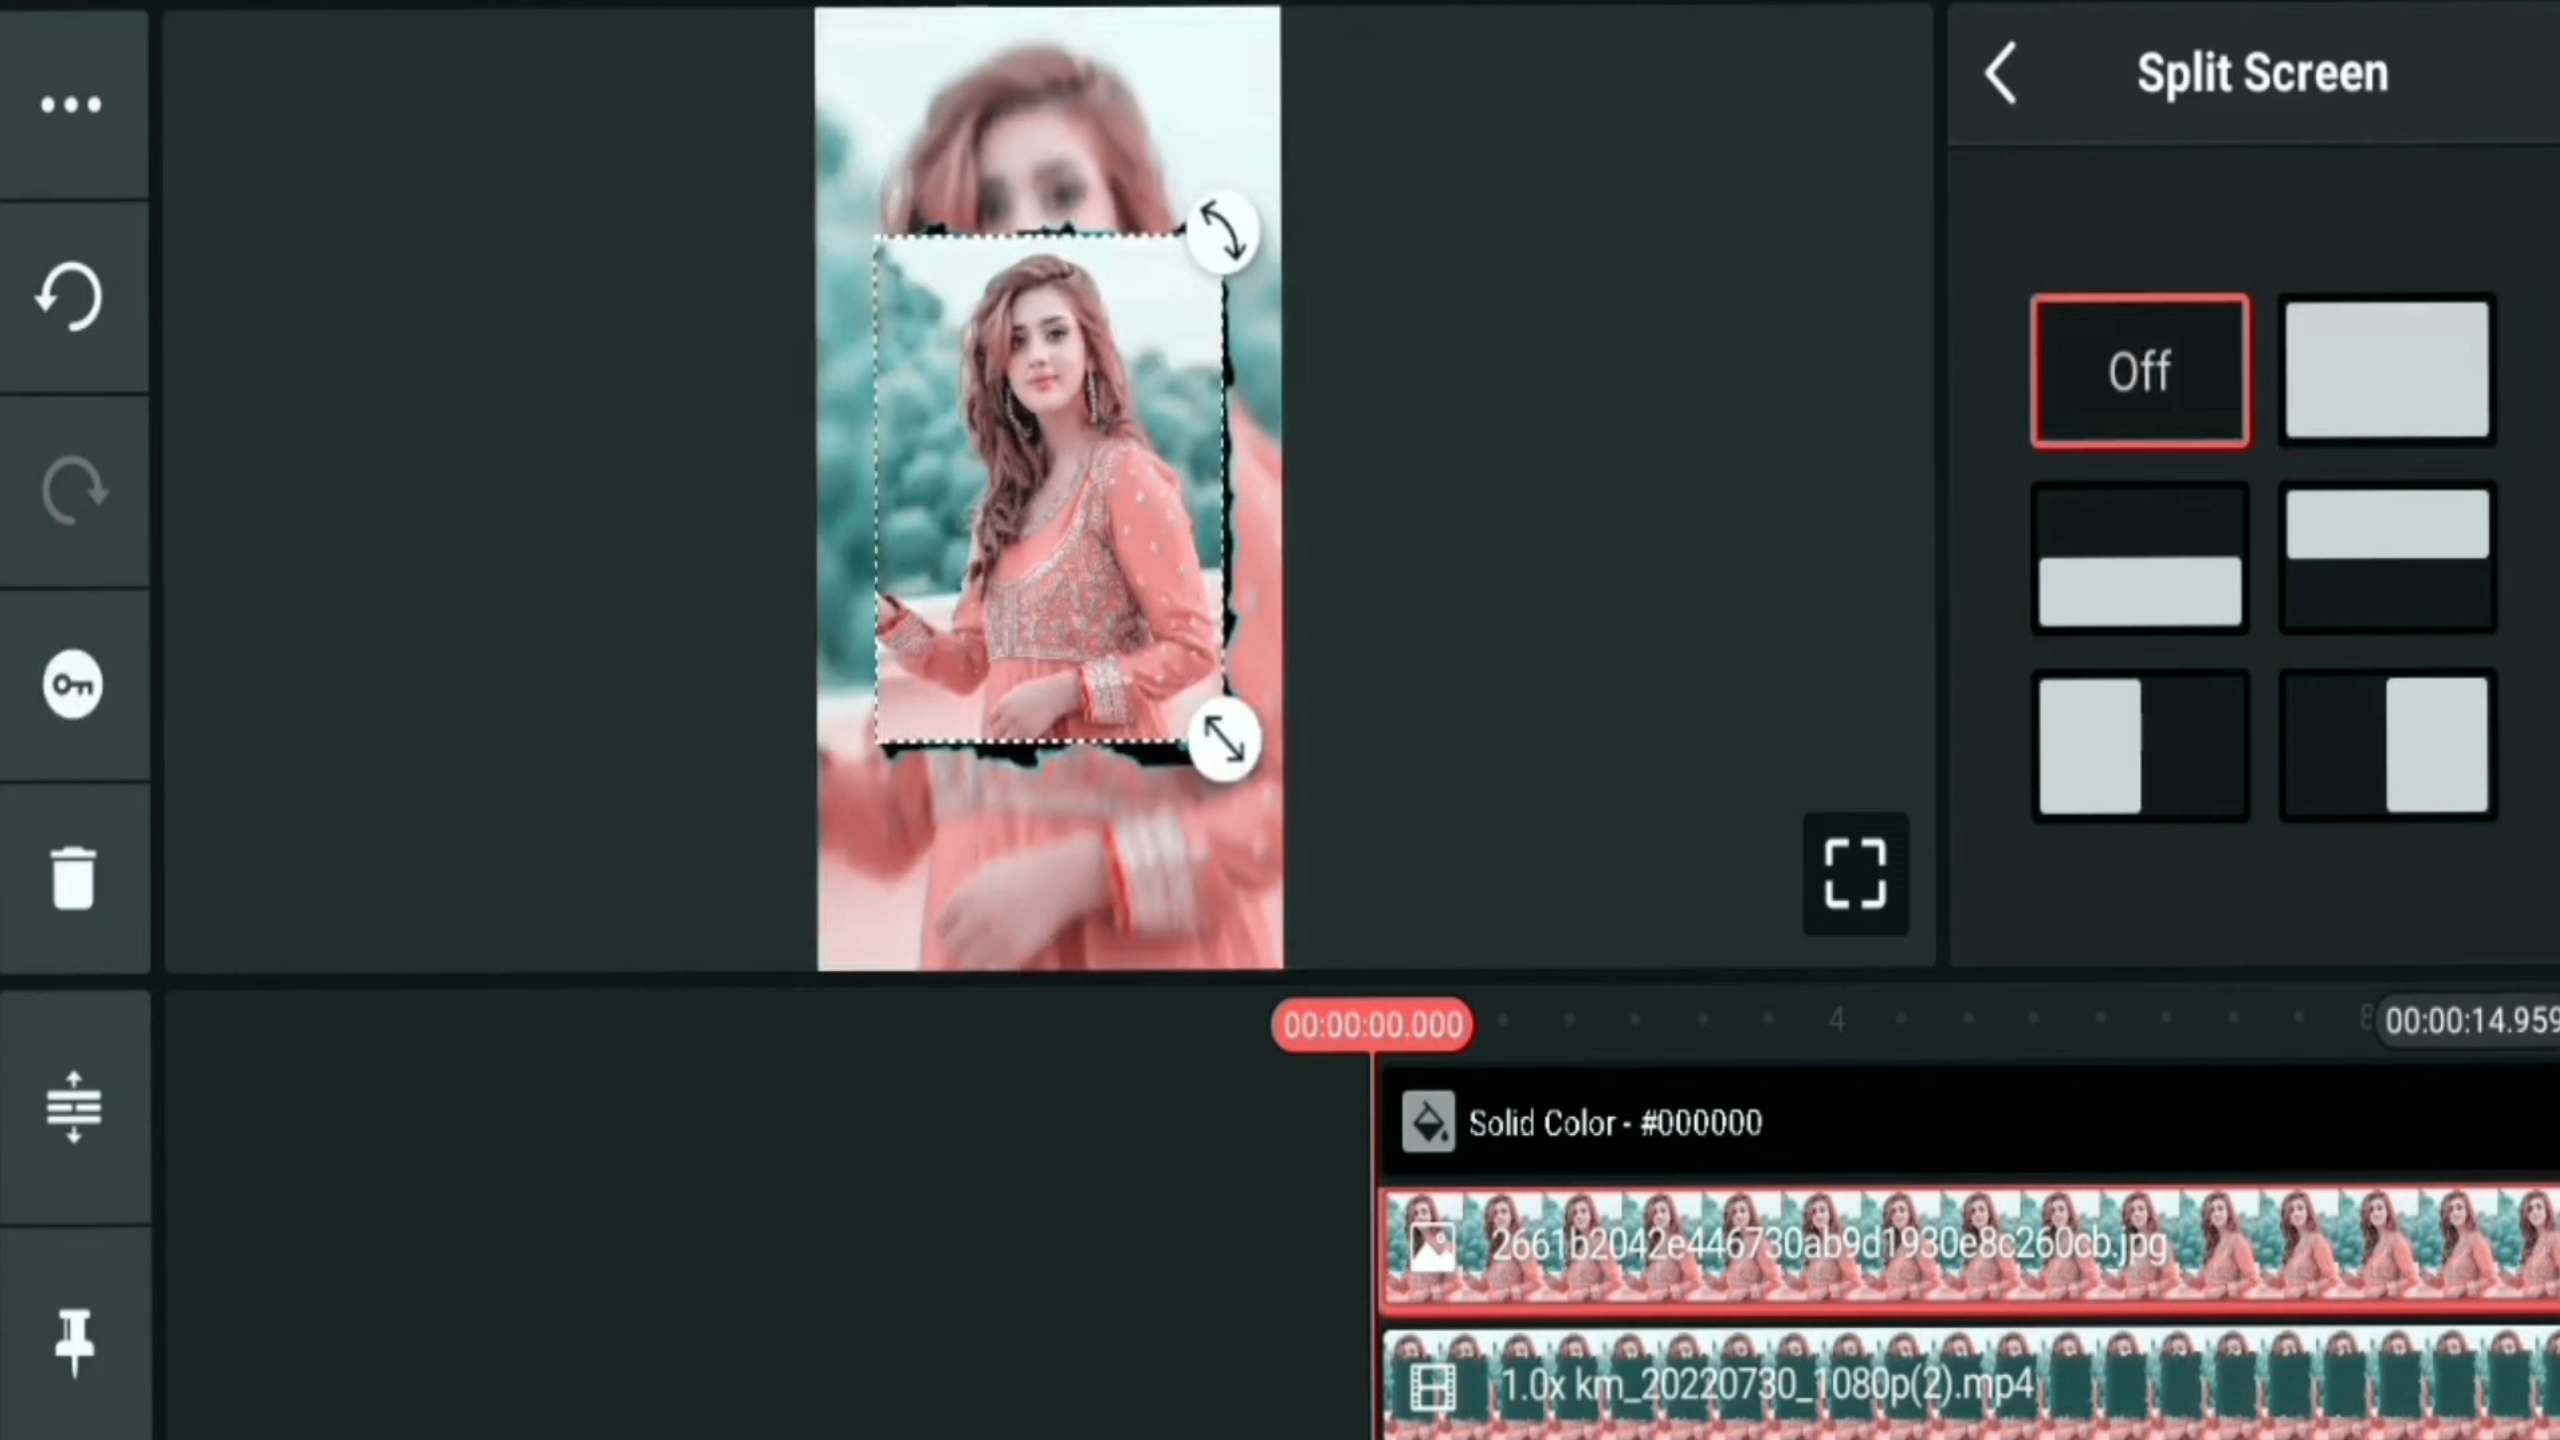 Split Screen
Off
00:00:00.000
4
8
00:00:14.959
Solid Color - #000000
2661b2042e446730ab9d1930e8c260cb.jpg
1.0x km_20220730_1080p(2).mp4